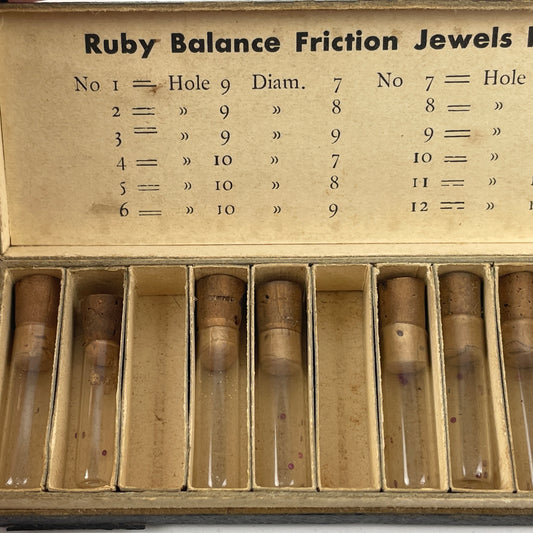 Ruby Balance Friction Jewels
No 1 = Hole 9 Diam. 7 No 7 = Hole
2 = » 9 » 8 8 = »
3 = » 9 » 9 9 = »
4 = » 10 » 7 10 = »
5 = » 10 » 8 11 = »
6 = » 10 » 9 12 = »